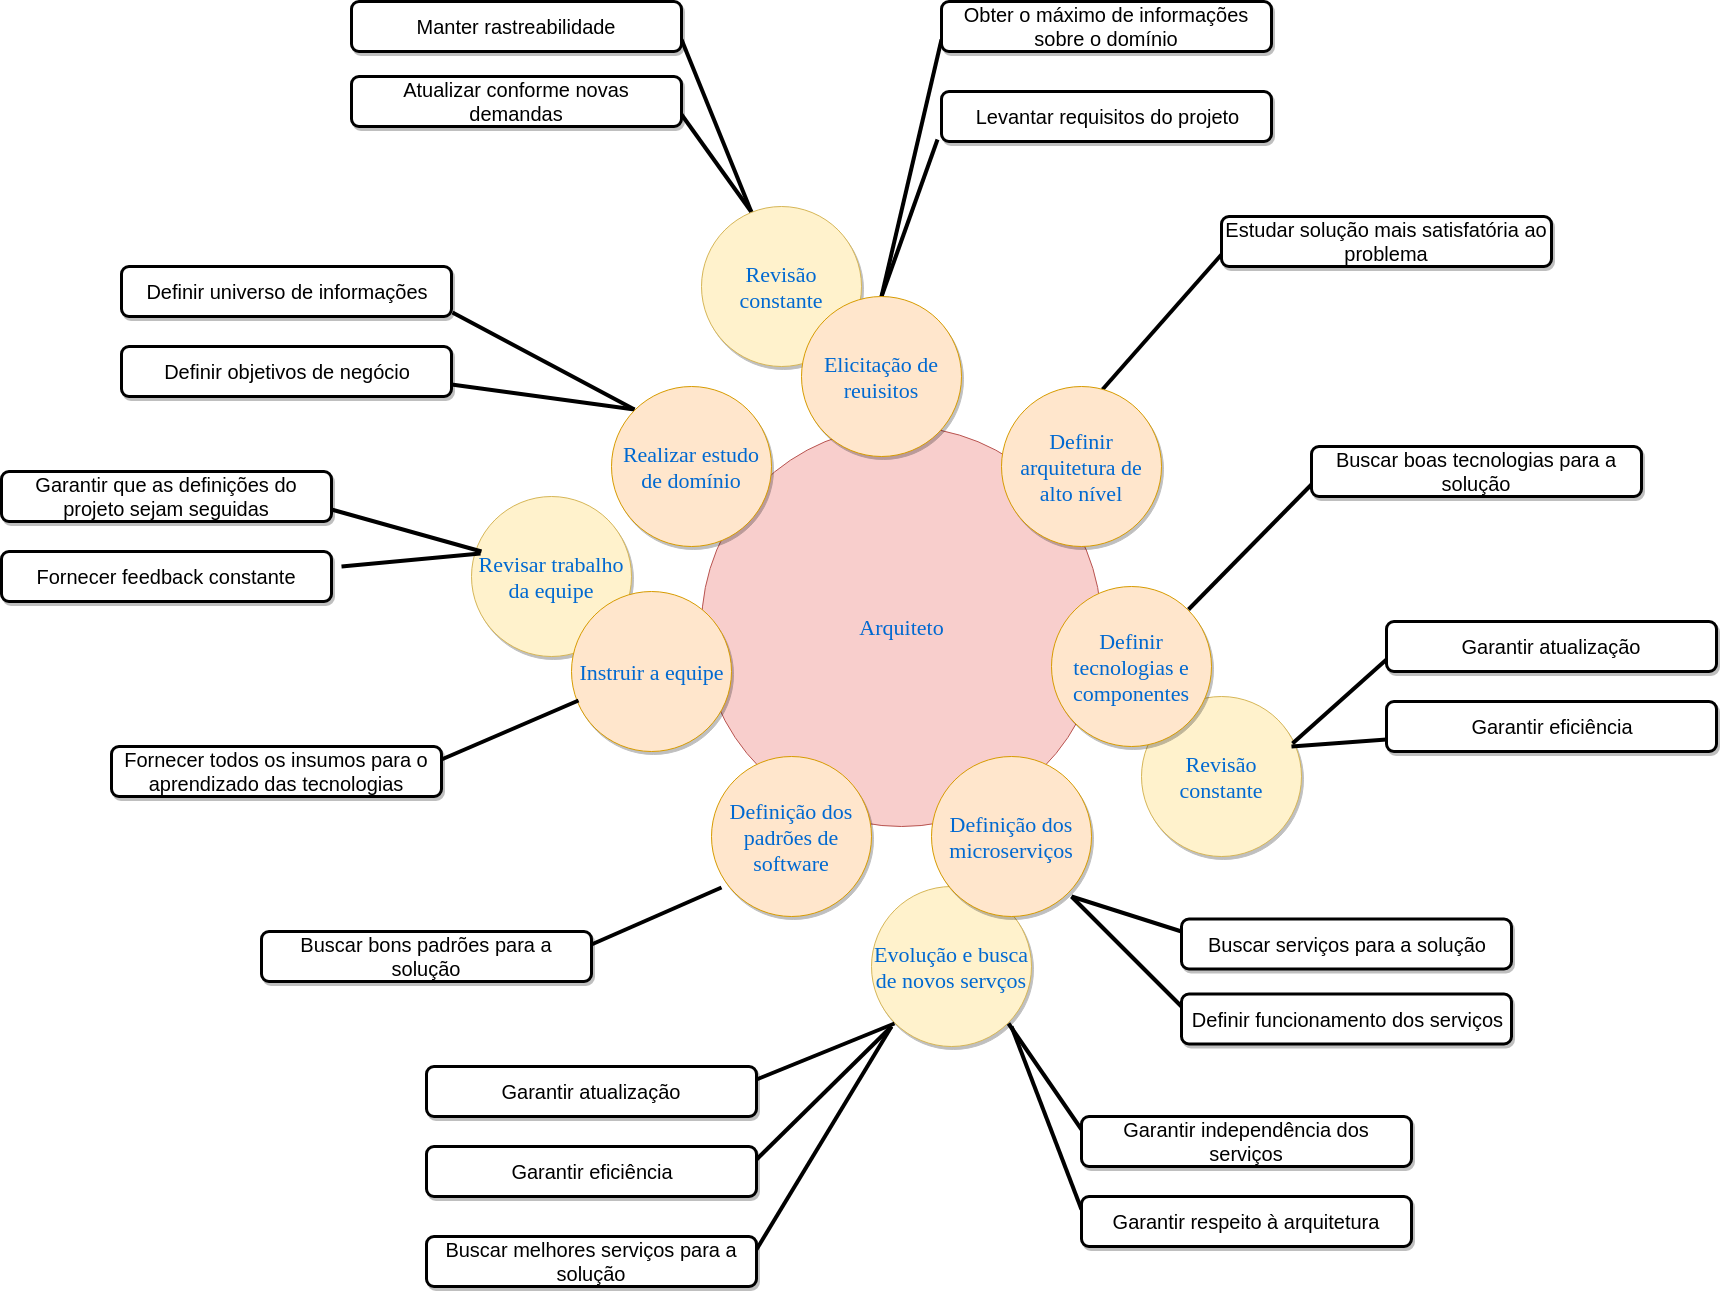 Manter rastreabilidade
Obter o máximo de informações
sobre o domínio
Atualizar conforme novas
demandas
Levantar requisitos do projeto
Estudar solução mais satisfatória ao
problema
Revisão
constante
Definir universo de informações
Definir objetivos de negócio
Elicitação de
reuisitos
Realizar estudo
de domínio
Definir
arquitetura de
alto nível
Buscar boas tecnologias para a
solução
Garantir que as definições do
projeto sejam seguidas
Fornecer feedback constante
Revisar trabalho
da equipe
Arquiteto
Instruir a equipe
Definir
tecnologias e
componentes
Garantir atualização
Garantir eficiência
Revisão
constante
Fornecer todos os insumos para o
aprendizado das tecnologias
Definição dos
padrões de
software
Definição dos
microserviços
Buscar bons padrões para a
solução
Evolução e busca
de novos servços
Buscar serviços para a solução
Definir funcionamento dos serviços
Garantir atualização
Garantir eficiência
Buscar melhores serviços para a
solução
Garantir independência dos
serviços
Garantir respeito à arquitetura